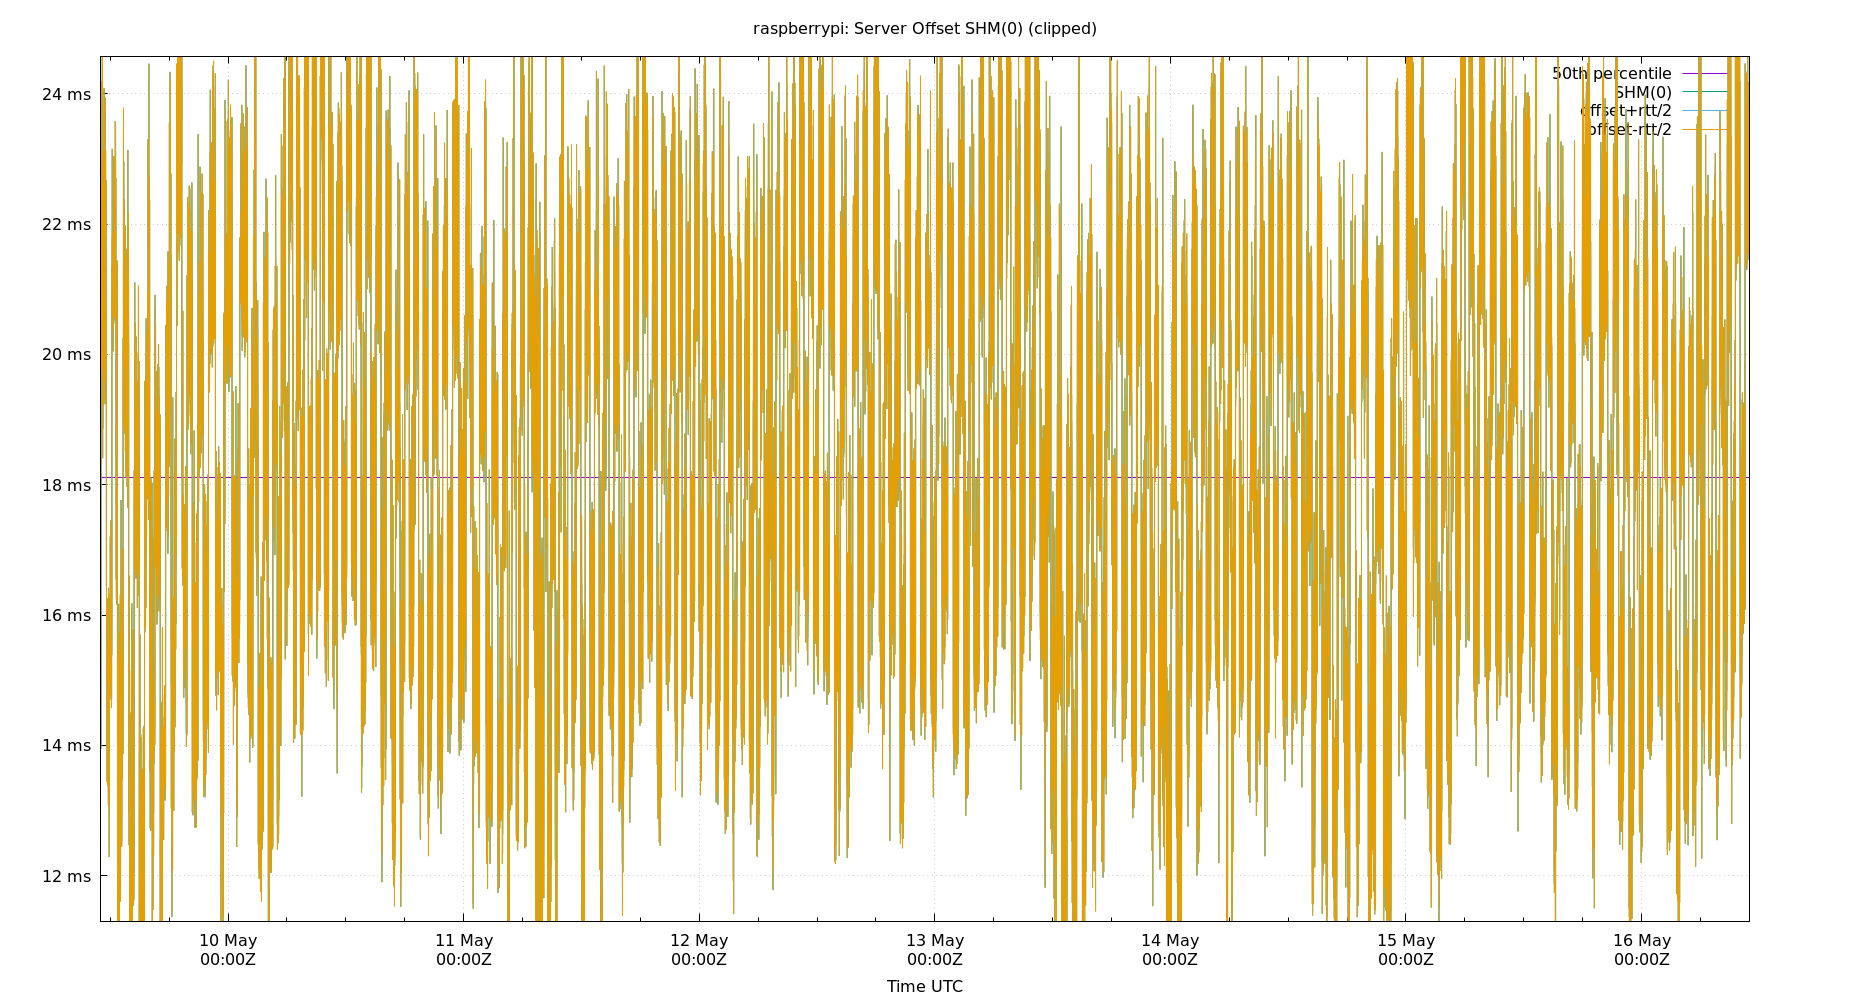 raspberrypi: Server Offset SHM(0) (clipped)
50th percentile
SHM(0)
offset+rtt/2
offset-rtt/2
24 ms
22 ms
20 ms
18 ms
16 ms
14 ms
12 ms
10 May 11 May 12 May 13 May 14 May 15 May 16 May
00:00Z 00:00Z 00:00Z 00:00Z 00:00Z 00:00Z 00:00Z
Time UTC